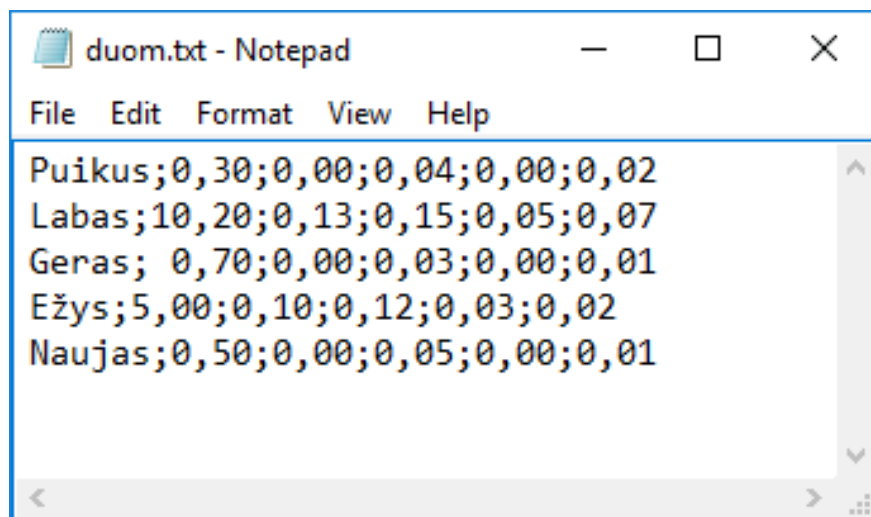 duom.txt - Notepad
File Edit Format View Help
Puikus;0,30;0,00;0,04;0,00;0,02
Labas;10,20;0,13;0,15;0,05;0,07
Geras; 0,70;0,00;0,03;0,00;0,01
Ežys;5,00;0,10;0,12;0,03;0,02
Naujas;0,50;0,00;0,05;0,00;0,01